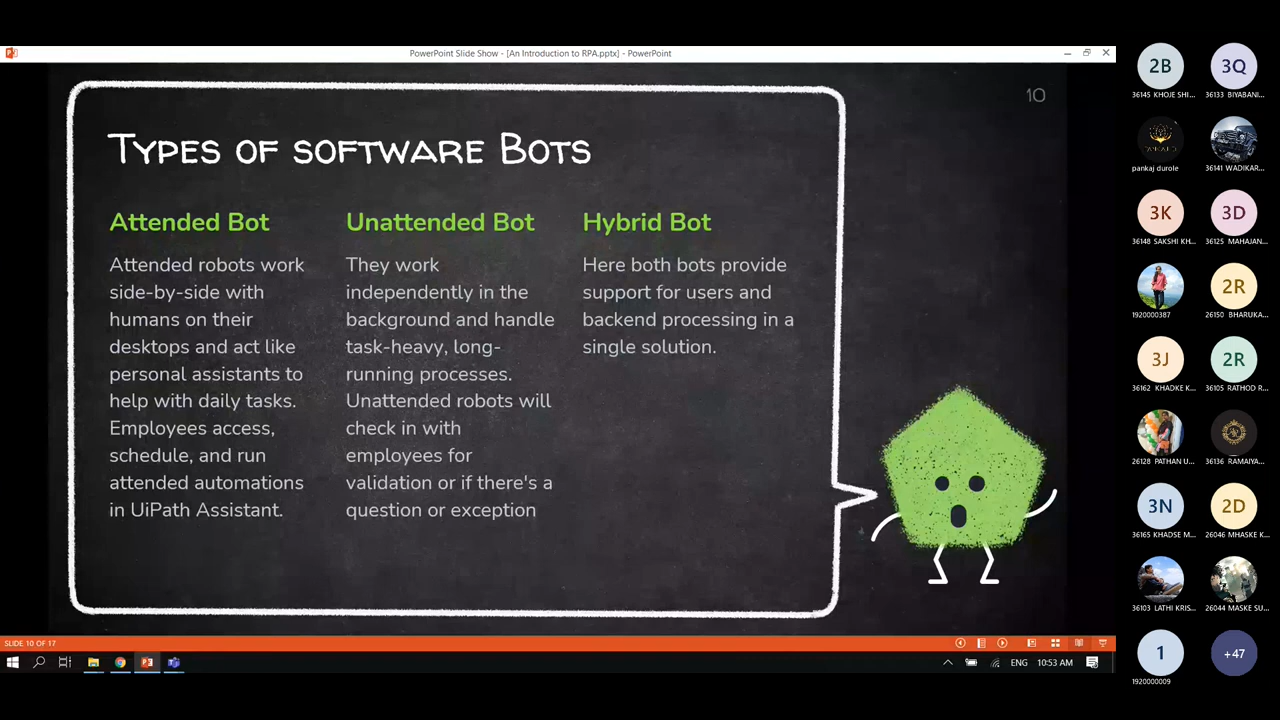 PowerPoint Slide Show - [An Introduction to RPA.pptx] - PowerPoint
10
Types of software Bots
Attended Bot
Attended robots work
side-by-side with
humans on their
desktops and act like
personal assistants to
help with daily tasks.
Employees access,
schedule, and run
attended automations
in UiPath Assistant.
Unattended Bot
They work
independently in the
background and handle
task-heavy, long-
running processes.
Unattended robots will
check in with
employees for
validation or if there's a
question or exception
Hybrid Bot
Here both bots provide
support for users and
backend processing in a
single solution.
SLIDE 10 OF 17
ENG
10:53 AM
2B
36145 KHOJE SHI...
3Q
36133 BIYABANI...
pankaj durole
36141 WADIKAR...
3K
36148 SAKSHI KH...
3D
36125 MAHAJAN...
1920000387
2R
26150 BHARUKA...
3J
36162 KHADKE K...
2R
36105 RATHOD R...
26128 PATHAN U...
36136 RAMAIYA...
3N
36165 KHADSE M...
2D
26046 MHASKE K...
36103 LATHI KRIS...
26044 MASKE SU...
1
1920000009
+47